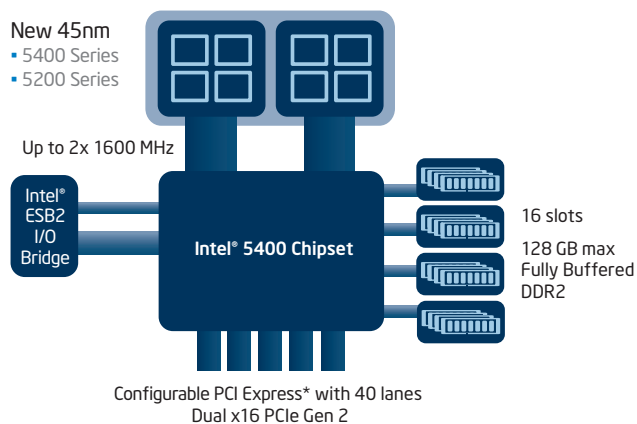 New 45nm
▪ 5400 Series
▪ 5200 Series
Up to 2x 1600 MHz
Intel®
ESB2
I/O
Bridge
Intel® 5400 Chipset
16 slots
128 GB max
Fully Buffered
DDR2
Configurable PCI Express* with 40 lanes
Dual x16 PCIe Gen 2